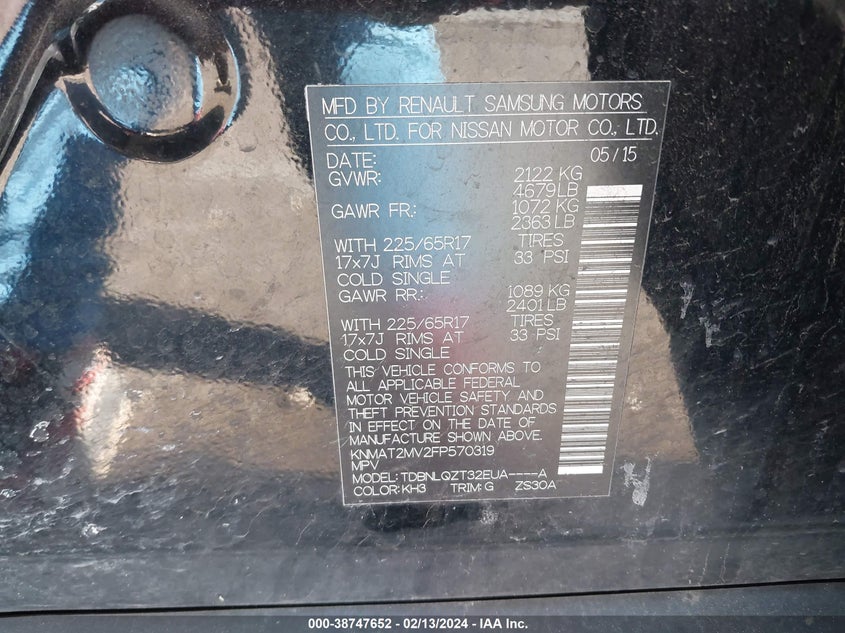 MFD BY RENAULT SAMSUNG MOTORS
CO., LTD. FOR NISSAN MOTOR CO., LTD.
DATE: 05/15
GVWR: 2122 KG
4679LB
GAWR FR: 1072 KG
2363 LB
WITH 225/65R17 TIRES
17x7J RIMS AT 33 PSI
COLD SINGLE
GAWR RR: 1089 KG
2401LB
WITH 225/65R17 TIRES
17x7J RIMS AT 33 PSI
COLD SINGLE
THIS VEHICLE CONFORMS TO
ALL APPLICABLE FEDERAL
MOTOR VEHICLE SAFETY AND
THEFT PREVENTION STANDARDS
IN EFFECT ON THE DATE OF
MANUFACTURE SHOWN ABOVE.
KNMAT2MV2FP570319
MPV
MODEL: TDBNLQZT32EUA----A
COLOR: KH3 TRIM: G ZS30A
000-38747652 — 02/13/2024 — IAA Inc.